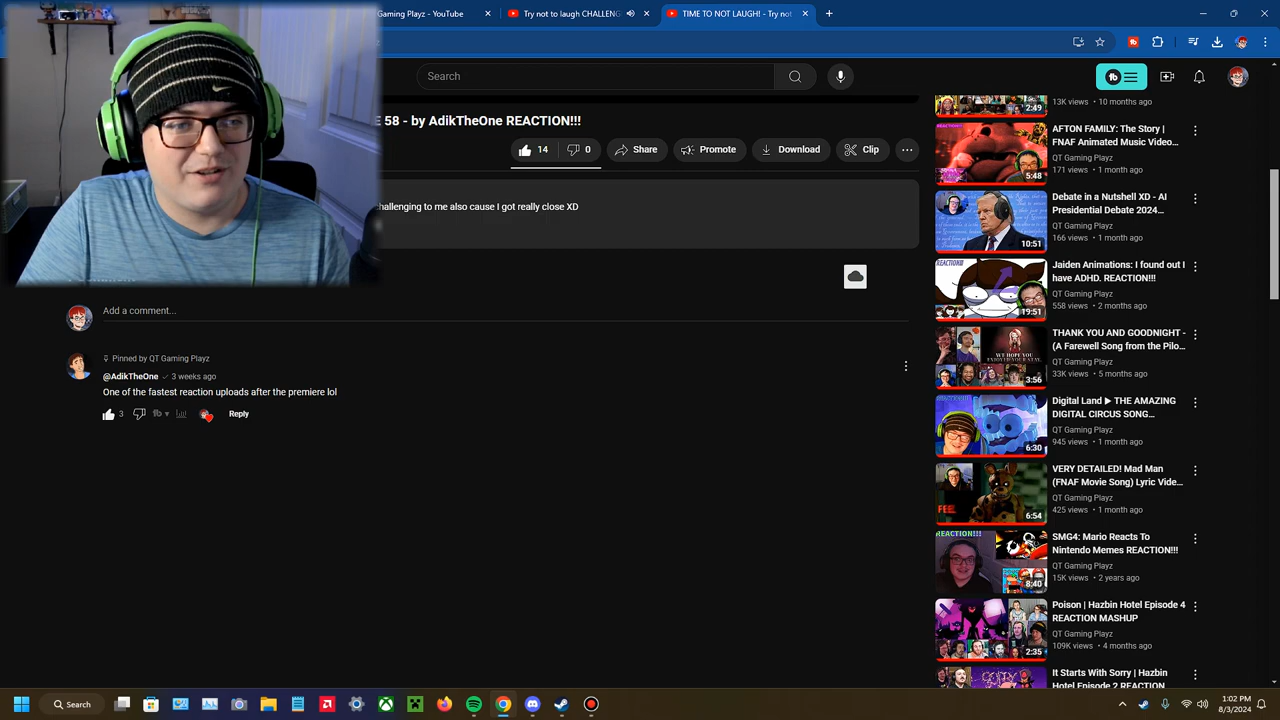 Gaming Playz - YouTube
Try not to laugh CHALLEN
TIME TO NOT LAUGH! Try not
Search
E 58 - by AdikTheOne REACTION!!!
14
0
Share
Promote
Download
Clip
hallenging to me also cause I got really close XD
Add a comment...
Pinned by QT Gaming Playz
@AdikTheOne 3 weeks ago
One of the fastest reaction uploads after the premiere lol
3
Reply
13K views • 10 months ago
2:49
AFTON FAMILY: The Story |
FNAF Animated Music Video...
QT Gaming Playz
171 views • 1 month ago
5:48
Debate in a Nutshell XD - AI
Presidential Debate 2024...
QT Gaming Playz
166 views • 1 month ago
10:51
REACTION!!!
Jaiden Animations: I found out I
have ADHD. REACTION!!!
QT Gaming Playz
558 views • 2 months ago
19:51
THANK YOU AND GOODNIGHT -
(A Farewell Song from the Pilo...
QT Gaming Playz
33K views • 5 months ago
WE HOPE YOU
ENJOYED YOUR STAY
3:56
Digital Land ▶ THE AMAZING
DIGITAL CIRCUS SONG...
QT Gaming Playz
945 views • 1 month ago
6:30
VERY DETAILED! Mad Man
(FNAF Movie Song) Lyric Vide...
QT Gaming Playz
425 views • 1 month ago
FEEL
6:54
REACTION!!!
SMG4: Mario Reacts To
Nintendo Memes REACTION!!!
QT Gaming Playz
15K views • 2 years ago
8:40
Poison | Hazbin Hotel Episode 4
REACTION MASHUP
QT Gaming Playz
109K views • 4 months ago
2:35
It Starts With Sorry | Hazbin
Hotel Episode 2 REACTION
Search
1:02 PM
8/3/2024